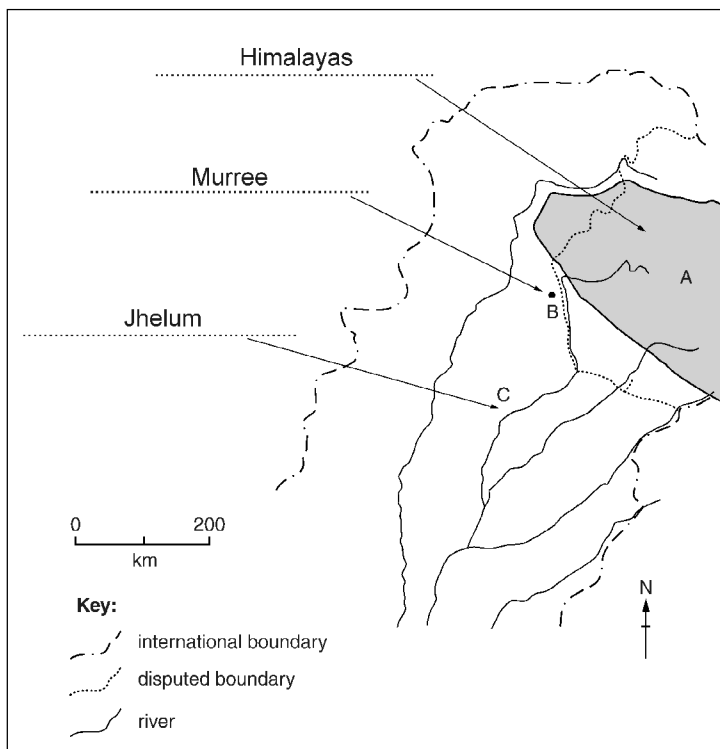 Himalayas
Murree
Jhelum
A
B
C
0 200
km
N
Key:
international boundary
disputed boundary
river